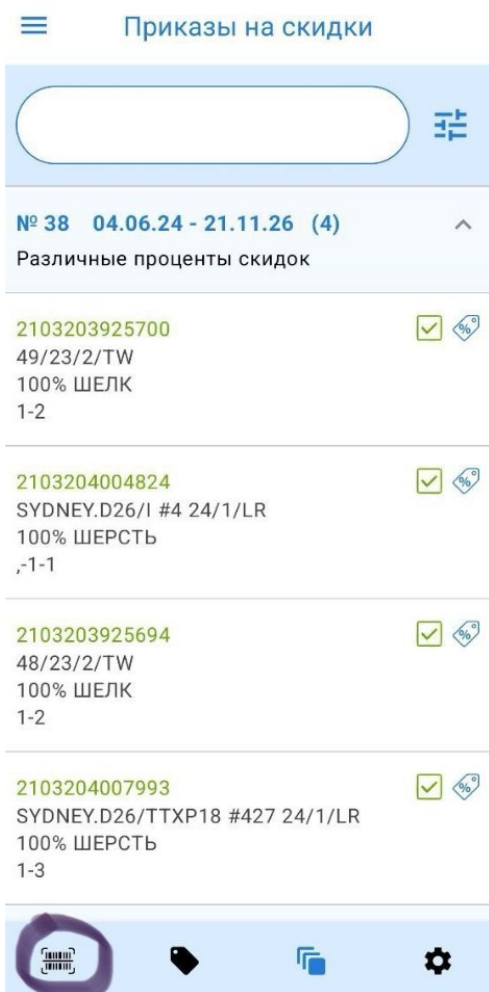 Приказы на скидки
№ 38 04.06.24 - 21.11.26 (4)
Различные проценты скидок
2103203925700
49/23/2/TW
100% ШЕЛК
1-2
2103204004824
SYDNEY.D26/I #4 24/1/LR
100% ШЕРСТЬ
,-1-1
2103203925694
48/23/2/TW
100% ШЕЛК
1-2
2103204007993
SYDNEY.D26/TTXP18 #427 24/1/LR
100% ШЕРСТЬ
1-3